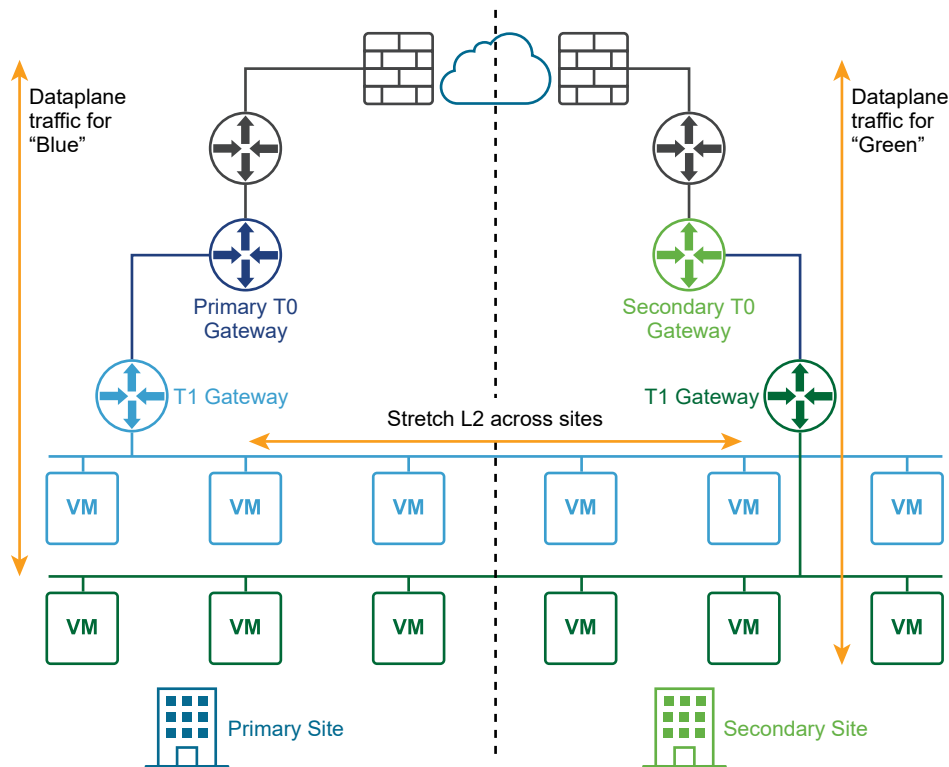 Dataplane
traffic for
“Blue”
Dataplane
traffic for
“Green”
Primary T0
Gateway
Secondary T0
Gateway
T1 Gateway
T1 Gateway
Stretch L2 across sites
VM
VM
VM
VM
VM
VM
VM
VM
VM
VM
VM
VM
Primary Site
Secondary Site